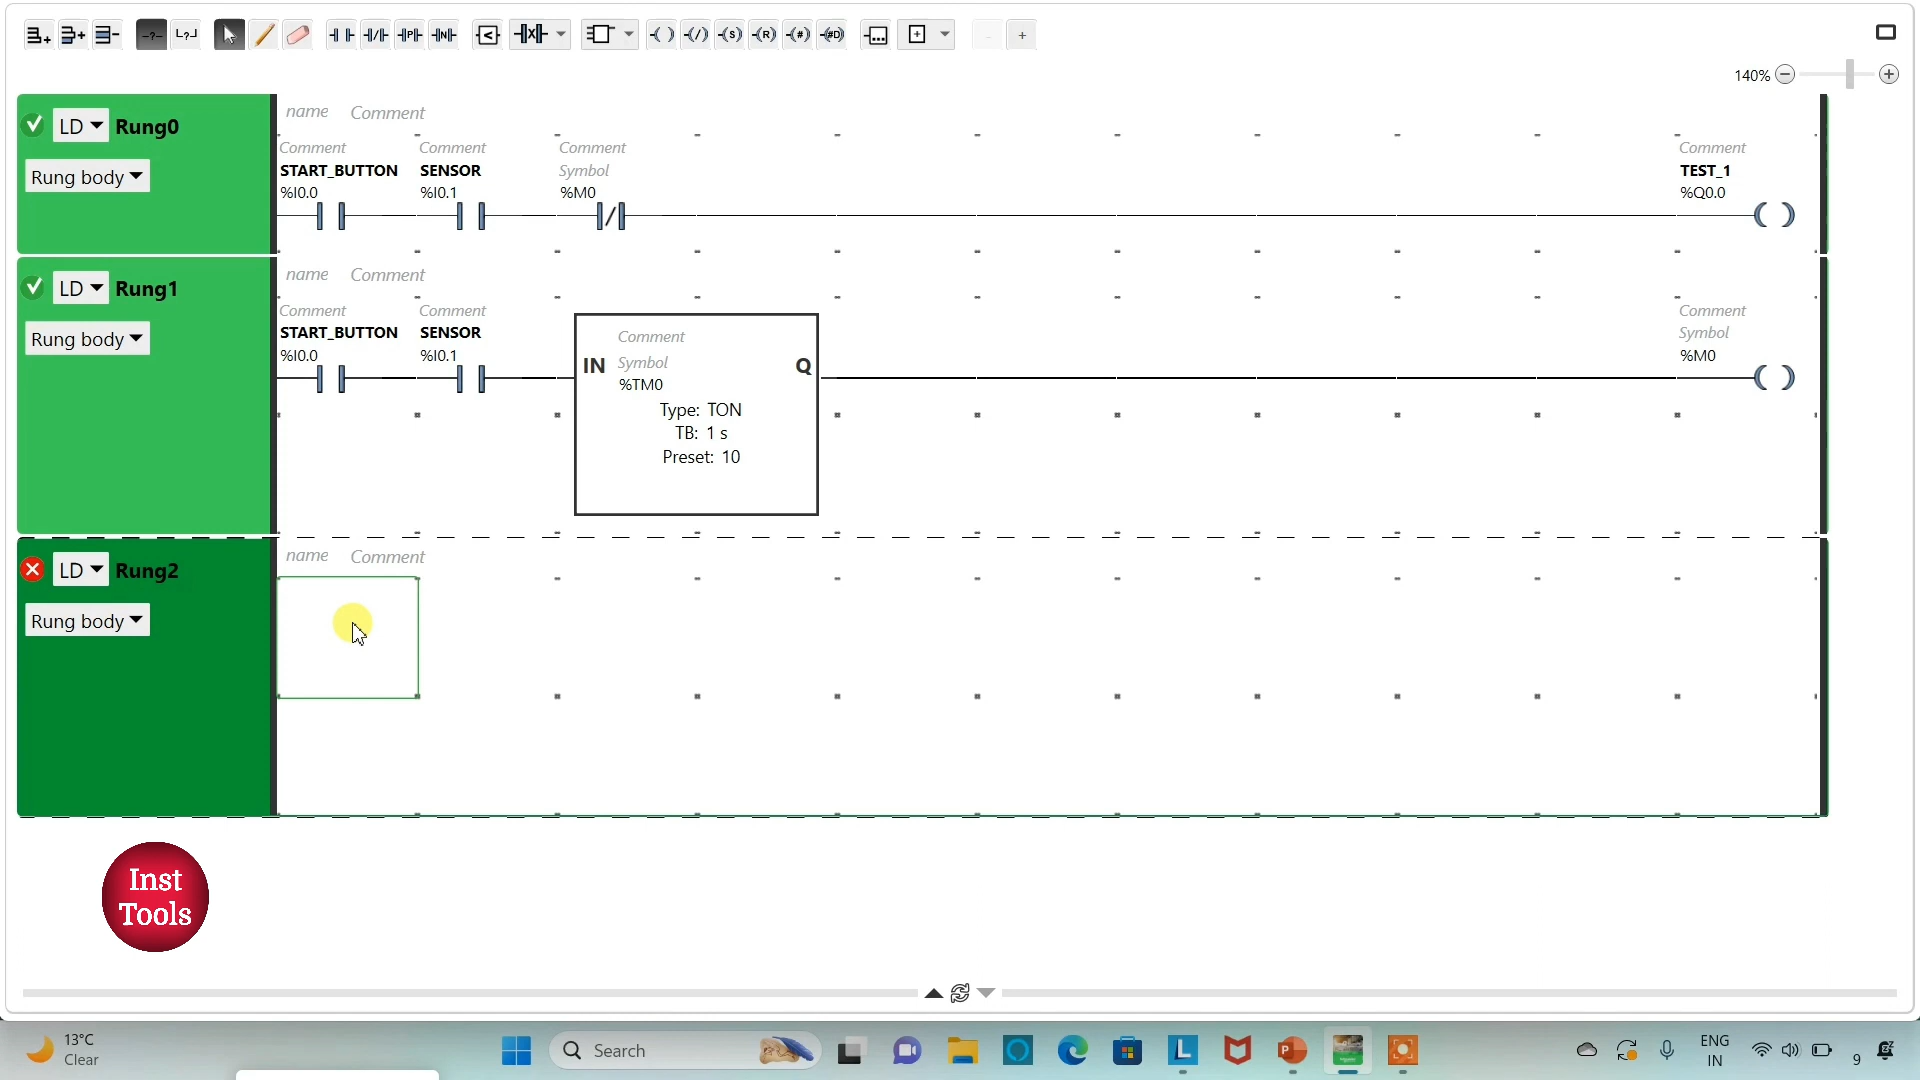 140%
LD Rung0
Rung body
name Comment
Comment Comment Comment Comment
START_BUTTON SENSOR Symbol TEST_1
%I0.0 %I0.1 %M0 %Q0.0
LD Rung1
Rung body
name Comment
Comment Comment Comment
START_BUTTON SENSOR Symbol
%I0.0 %I0.1 %M0
Comment
IN Symbol Q
%TM0
Type: TON
TB: 1 s
Preset: 10
LD Rung2
Rung body
name Comment
Inst
Tools
13°C
Clear
Search
ENG
IN
9